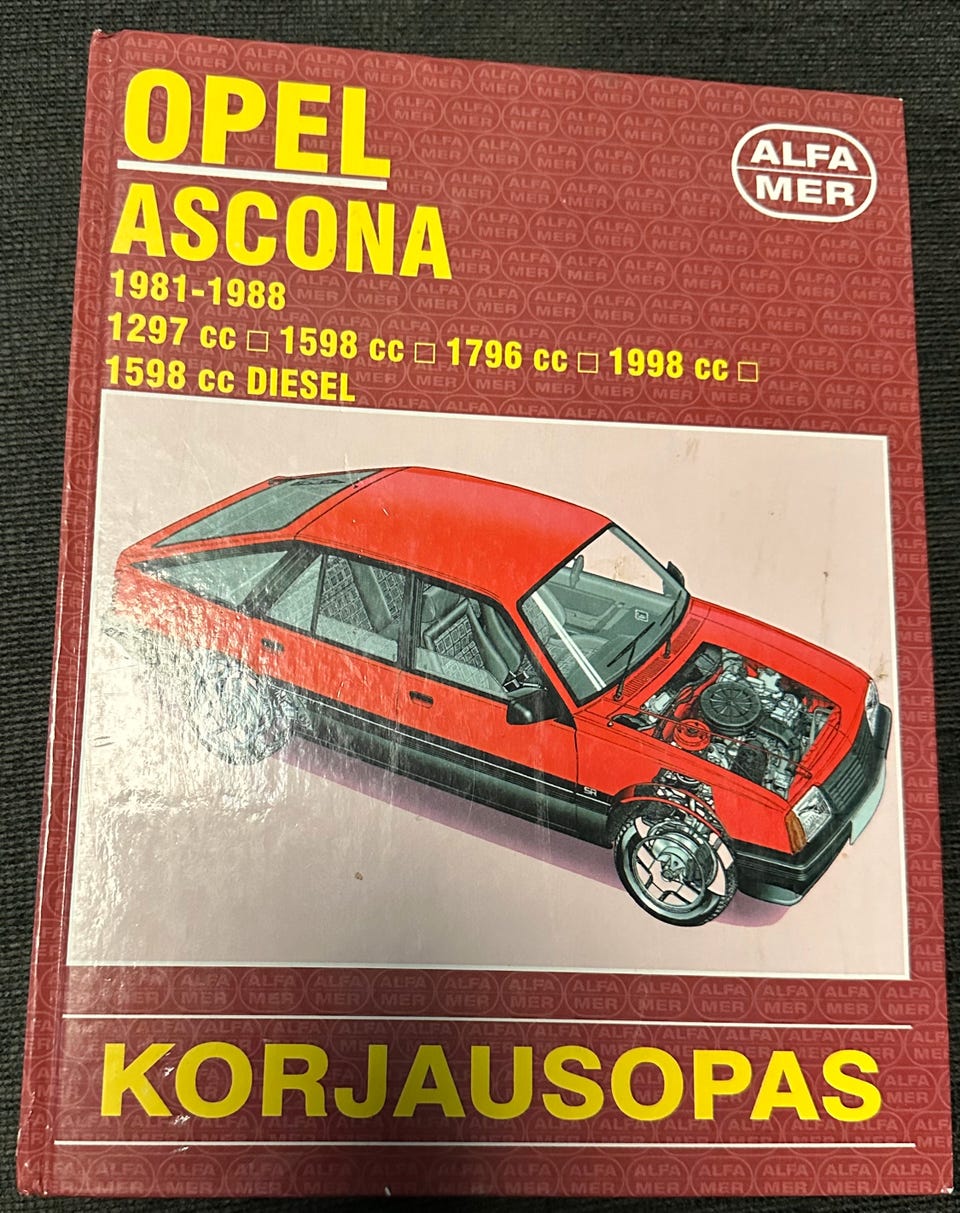 OPEL
ASCONA
1981-1988
1297 cc □ 1598 cc □ 1796 cc □ 1998 cc □
1598 cc DIESEL
ALFA
MER
SR
KORJAUSOPAS